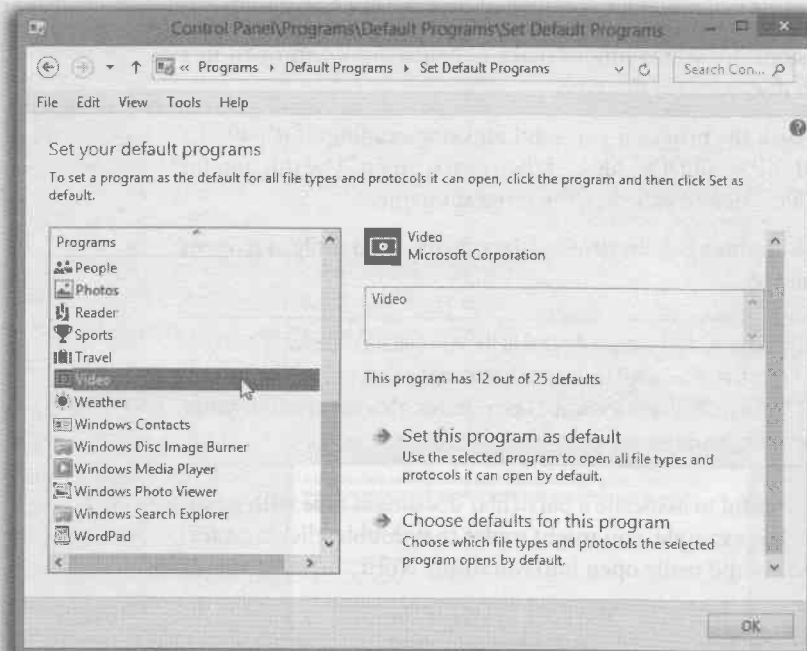 Control Panel\Programs\Default Programs\Set Default Programs
« Programs Default Programs Set Default Programs
Search Con...
File Edit View Tools Help
Set your default programs
To set a program as the default for all file types and protocols it can open, click the program and then click Set as
default.
Programs
People
Photos
Reader
Sports
Travel
Video
Weather
Windows Contacts
Windows Disc Image Burner
Windows Media Player
Windows Photo Viewer
Windows Search Explorer
WordPad
Video
Microsoft Corporation
Video
This program has 12 out of 25 defaults
Set this program as default
Use the selected program to open all file types and
protocols it can open by default.
Choose defaults for this program
Choose which file types and protocols the selected
program opens by default.
OK